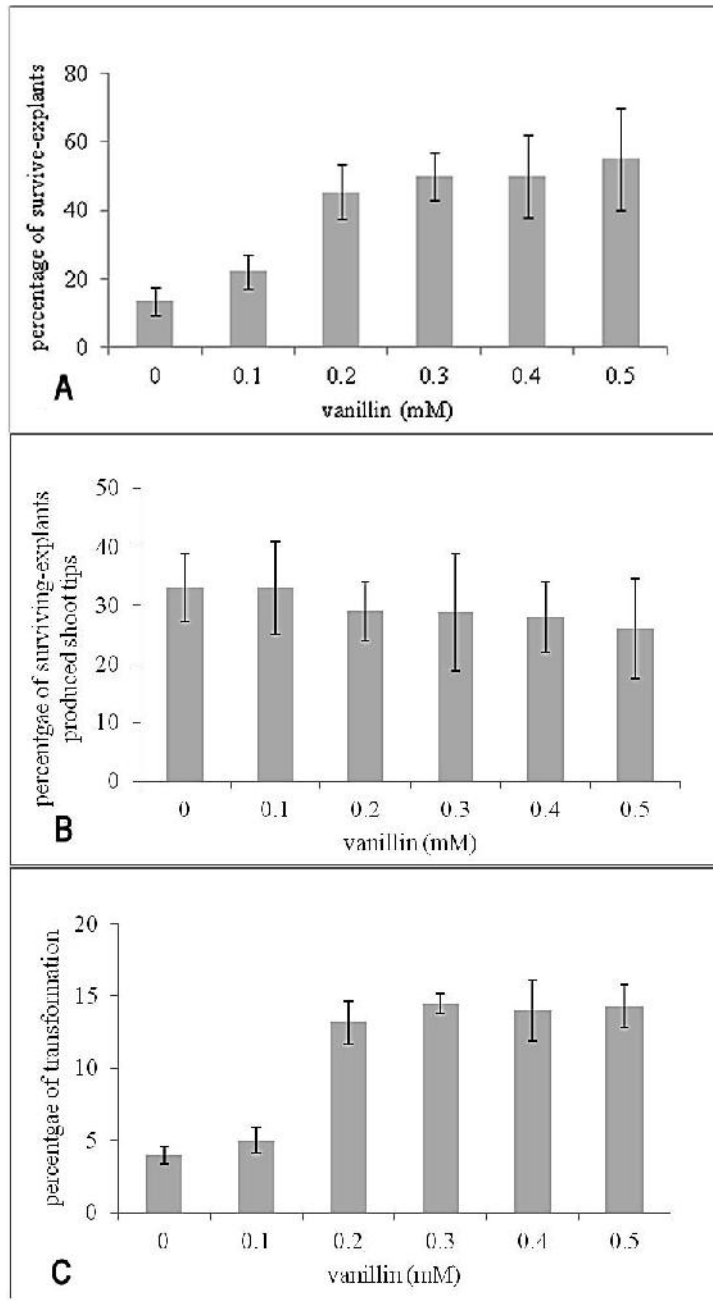 percentage of survive-explants
80
60
40
20
0
0 0.1 0.2 0.3 0.4 0.5
vanillin (mM)
A
percentgae of surviving-explants
produced shoot tips
50
40
30
20
10
0
0 0.1 0.2 0.3 0.4 0.5
vanillin (mM)
B
percentgae of transformation
20
15
10
5
0
0 0.1 0.2 0.3 0.4 0.5
vanillin (mM)
C